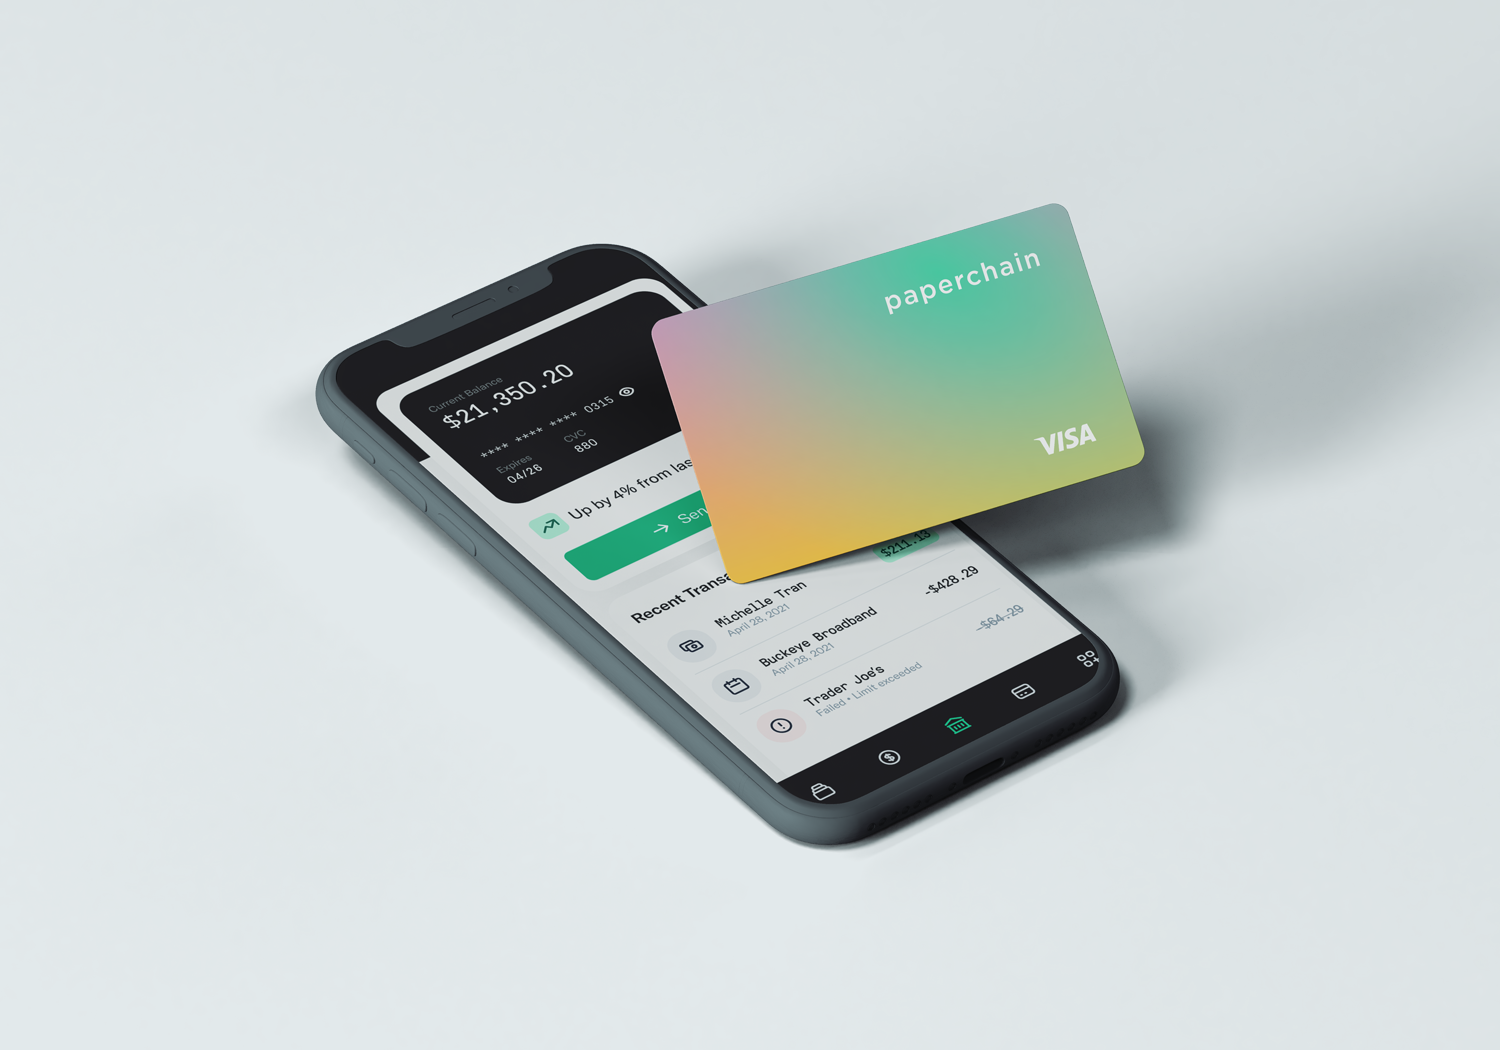 paperchain
VISA
Current Balance
$21,350.20
**** **** **** 0315
Expires
04/26
CVC
880
Up by 4% from las
Sen
Recent Transa
Michelle Tran
April 28, 2021
$211.13
Buckeye Broadband
April 28, 2021
-$428.29
Trader Joe's
Failed • Limit exceeded
-$64.29